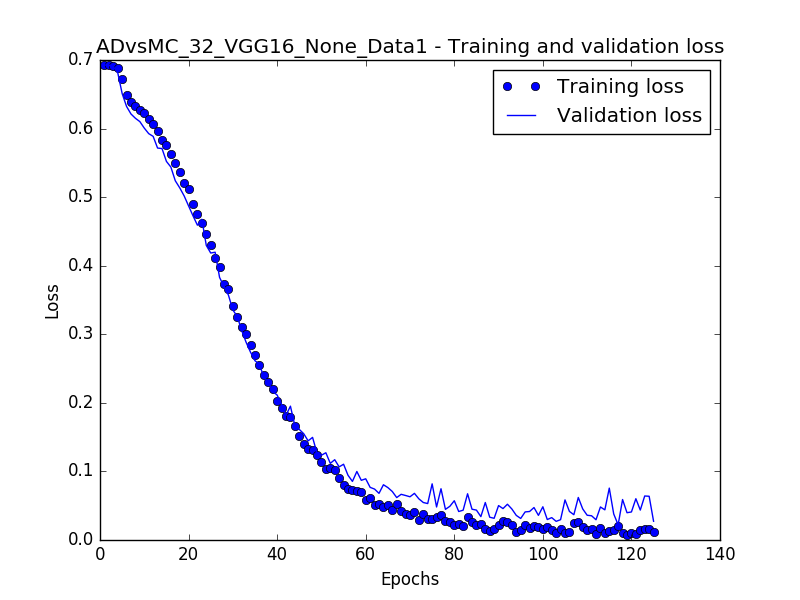 ADvsMC_32_VGG16_None_Data1 - Training and validation loss
Training loss
Validation loss
0.7
0.6
0.5
0.4
0.3
0.2
0.1
0.0
Loss
0 20 40 60 80 100 120 140
Epochs